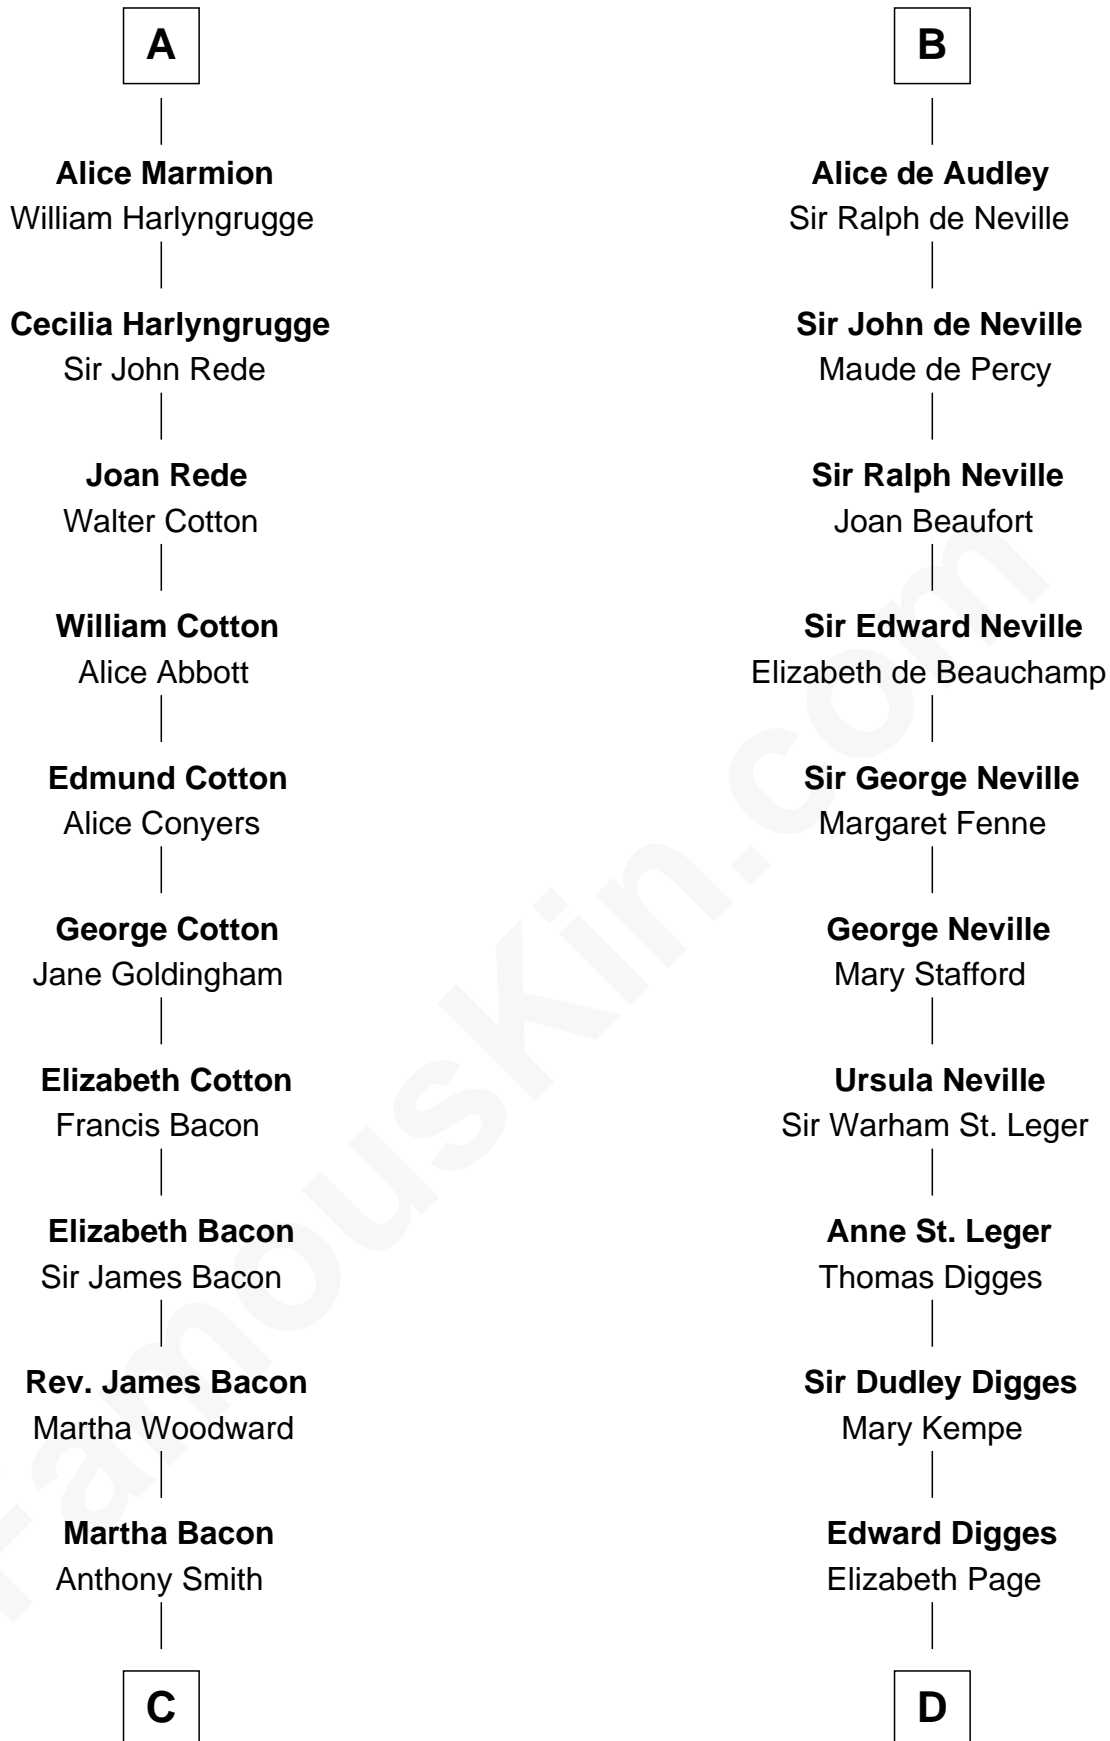 A
Alice Marmion
William Harlyngrugge
Cecilia Harlyngrugge
Sir John Rede
Joan Rede
Walter Cotton
William Cotton
Alice Abbott
Edmund Cotton
Alice Conyers
George Cotton
Jane Goldingham
Elizabeth Cotton
Francis Bacon
Elizabeth Bacon
Sir James Bacon
Rev. James Bacon
Martha Woodward
Martha Bacon
Anthony Smith
C
B
Alice de Audley
Sir Ralph de Neville
Sir John de Neville
Maude de Percy
Sir Ralph Neville
Joan Beaufort
Sir Edward Neville
Elizabeth de Beauchamp
Sir George Neville
Margaret Fenne
George Neville
Mary Stafford
Ursula Neville
Sir Warham St. Leger
Anne St. Leger
Thomas Digges
Sir Dudley Digges
Mary Kempe
Edward Digges
Elizabeth Page
D
FamousKin.com